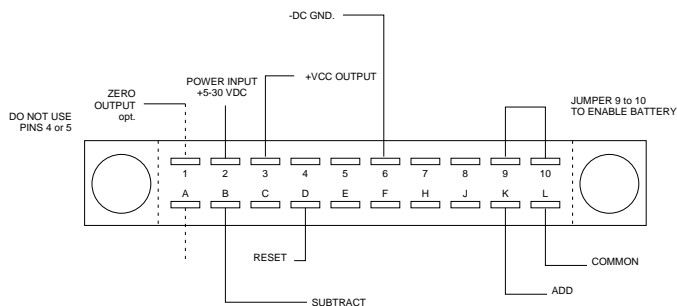 -DC GND.
ZERO
OUTPUT
opt.
POWER INPUT
+5-30 VDC
+VCC OUTPUT
DO NOT USE
PINS 4 or 5
JUMPER 9 to 10
TO ENABLE BATTERY
1 2 3 4 5 6 7 8 9 10
A B C D E F H J K L
RESET
COMMON
ADD
SUBTRACT